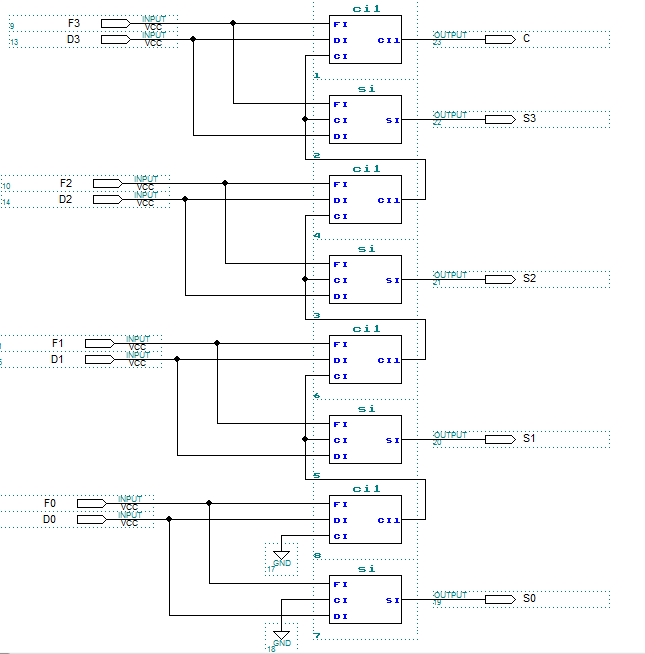 ci1
9 F3 INPUT VCC FI
13 D3 INPUT VCC DI CI1 OUTPUT 23 C
CI
1
si
FI
CI SI OUTPUT 22 S3
DI
2
ci1
10 F2 INPUT VCC FI
14 D2 INPUT VCC DI CI1
CI
4
si
FI
CI SI OUTPUT 21 S2
DI
3
ci1
F1 INPUT VCC FI
D1 INPUT VCC DI CI1
CI
6
si
FI
CI SI OUTPUT 20 S1
DI
5
ci1
F0 INPUT VCC FI
D0 INPUT VCC DI CI1
CI
17 GND 8
si
FI
CI SI OUTPUT 19 S0
DI
18 GND 7